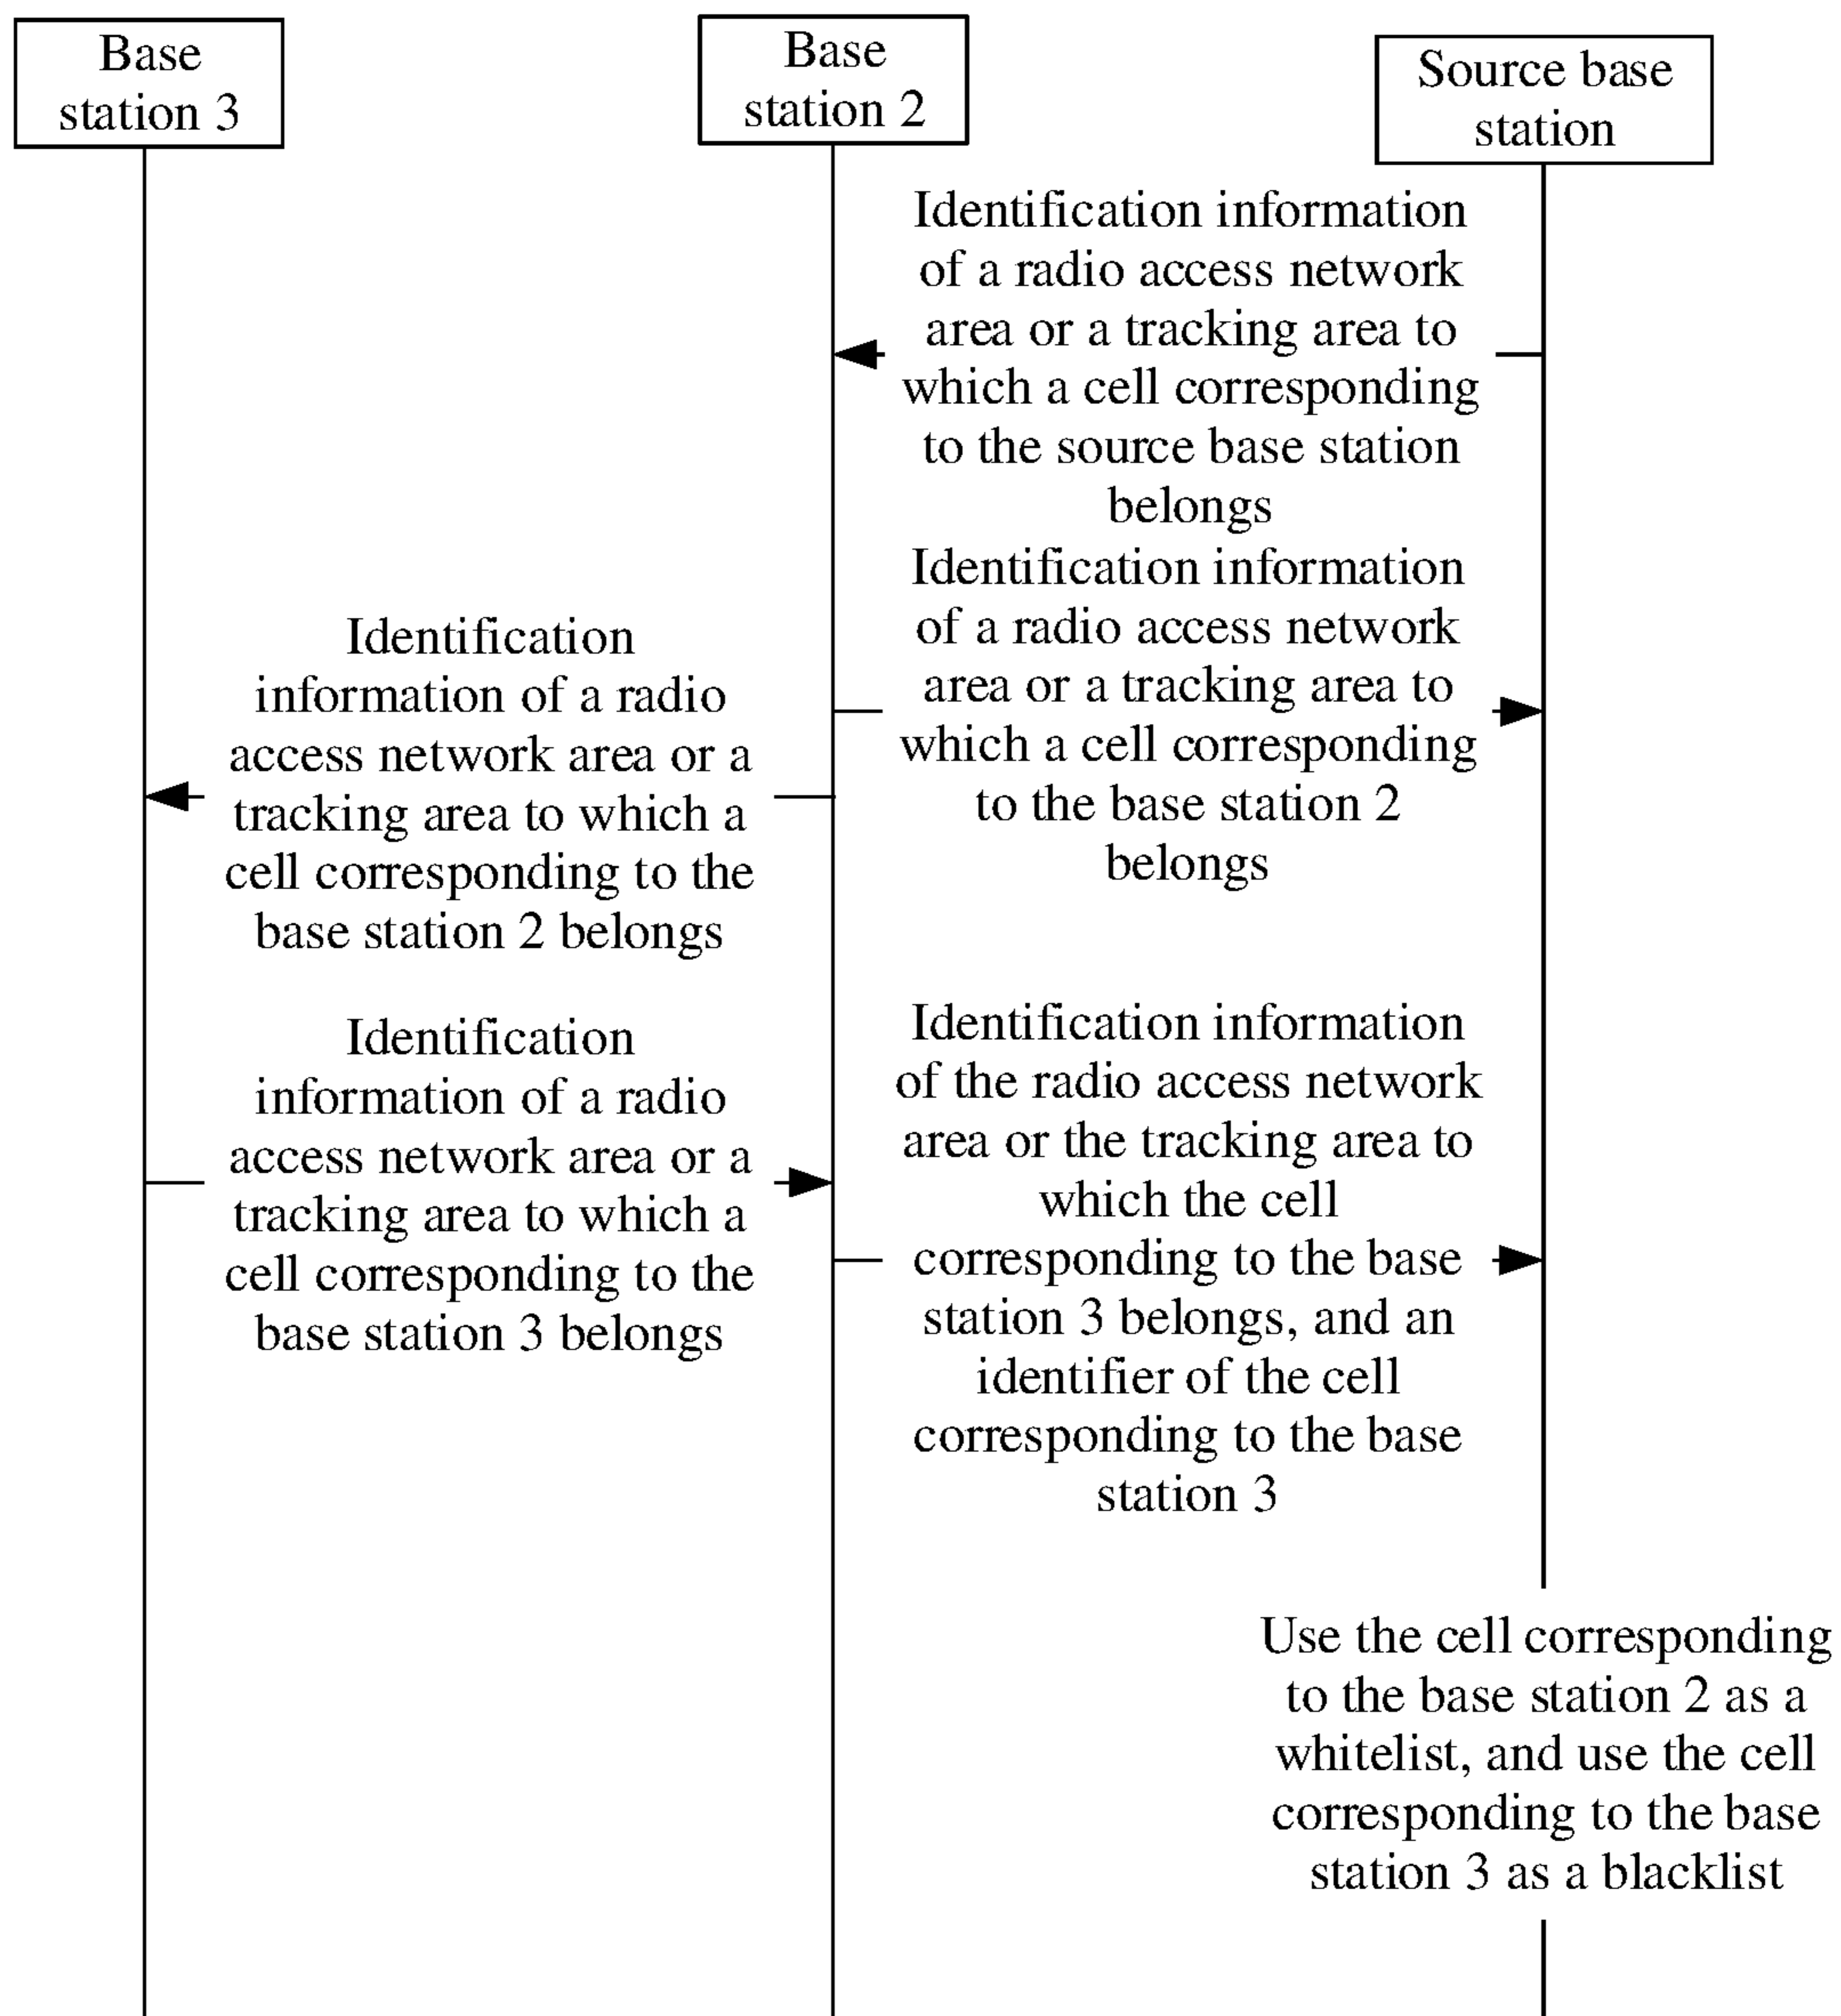 Base
station 3
Base
station 2
Source base
station
Identification information
of a radio access network
area or a tracking area to
which a cell corresponding
to the source base station
belongs
Identification information
of a radio access network
area or a tracking area to
which a cell corresponding
to the base station 2
belongs
Identification
information of a radio
access network area or a
tracking area to which a
cell corresponding to the
base station 2 belongs
Identification
information of a radio
access network area or a
tracking area to which a
cell corresponding to the
base station 3 belongs
Identification information
of the radio access network
area or the tracking area to
which the cell
corresponding to the base
station 3 belongs, and an
identifier of the cell
corresponding to the base
station 3
Use the cell corresponding
to the base station 2 as a
whitelist, and use the cell
corresponding to the base
station 3 as a blacklist